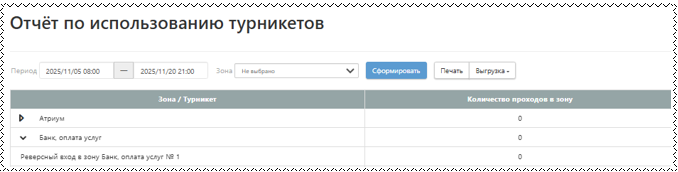 Отчёт по использованию турникетов
Период 2025/11/05 08:00 — 2025/11/20 21:00 Зона Не выбрано Сформировать Печать Выгрузка
Зона / Турникет Количество проходов в зону
Атриум 0
Банк, оплата услуг 0
Реверсный вход в зону Банк, оплата услуг № 1 0